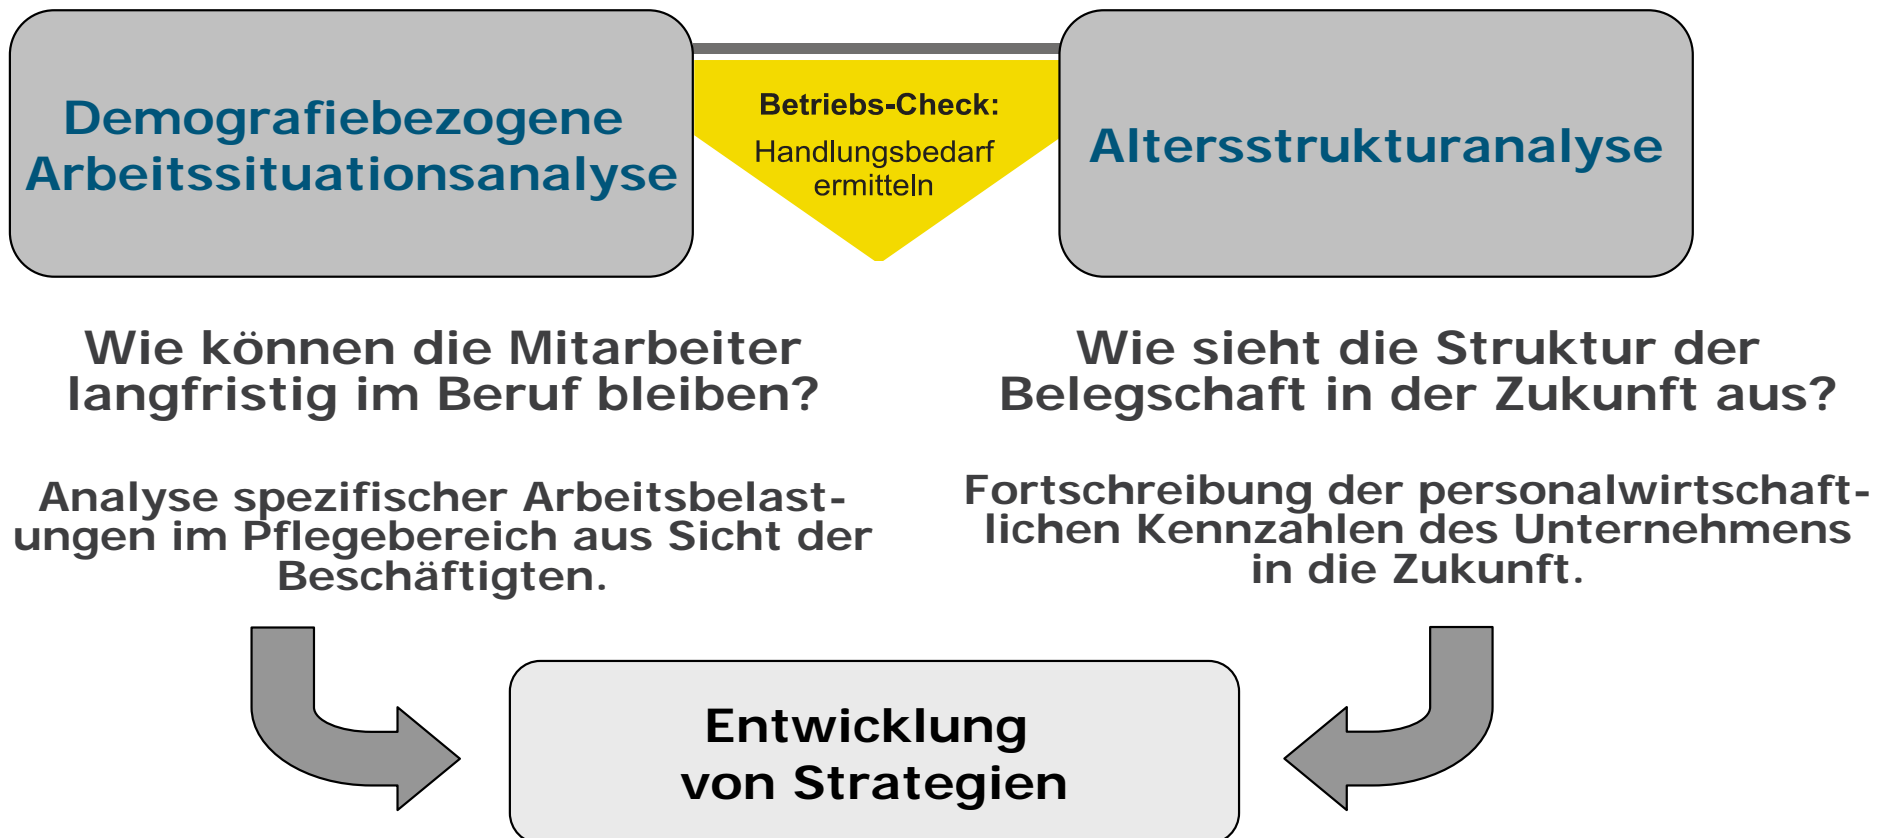 Demografiebezogene
Arbeitssituationsanalyse
Betriebs-Check:
Handlungsbedarf
ermitteln
Altersstrukturanalyse
Wie können die Mitarbeiter
langfristig im Beruf bleiben?
Analyse spezifischer Arbeitsbelast-
ungen im Pflegebereich aus Sicht der
Beschäftigten.
Wie sieht die Struktur der
Belegschaft in der Zukunft aus?
Fortschreibung der personalwirtschaft-
lichen Kennzahlen des Unternehmens
in die Zukunft.
Entwicklung
von Strategien